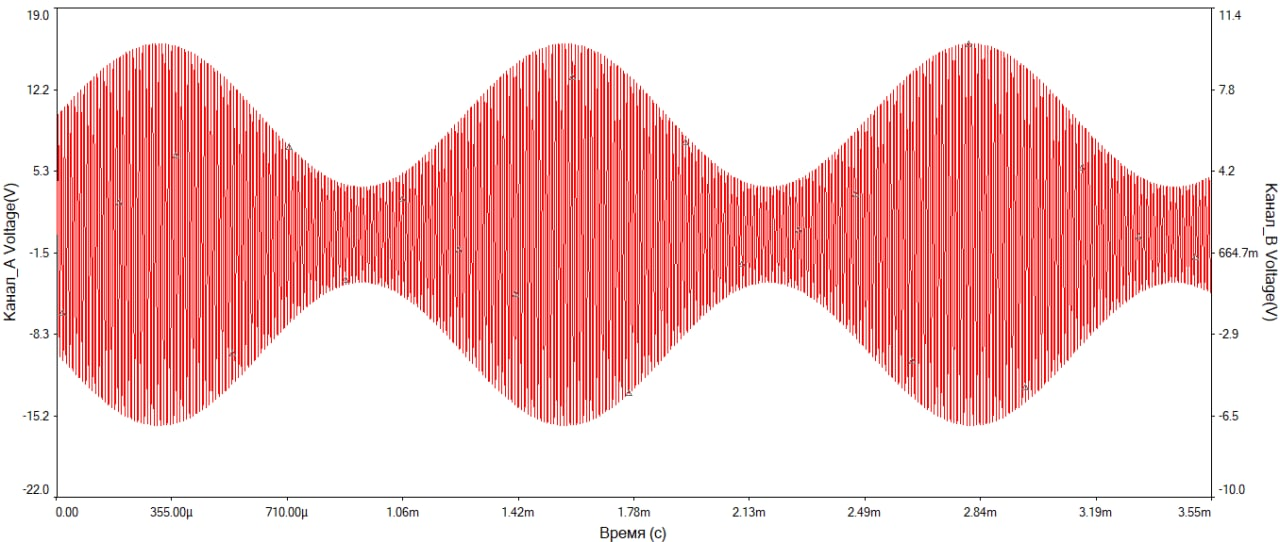 19.0
12.2
5.3
-1.5
-8.3
-15.2
-22.0
Канал_A Voltage(V)
11.4
7.8
4.2
664.7m
-2.9
-6.5
-10.0
Канал_B Voltage(V)
0.00 355.00µ 710.00µ 1.06m 1.42m 1.78m 2.13m 2.49m 2.84m 3.19m 3.55m
Время (с)